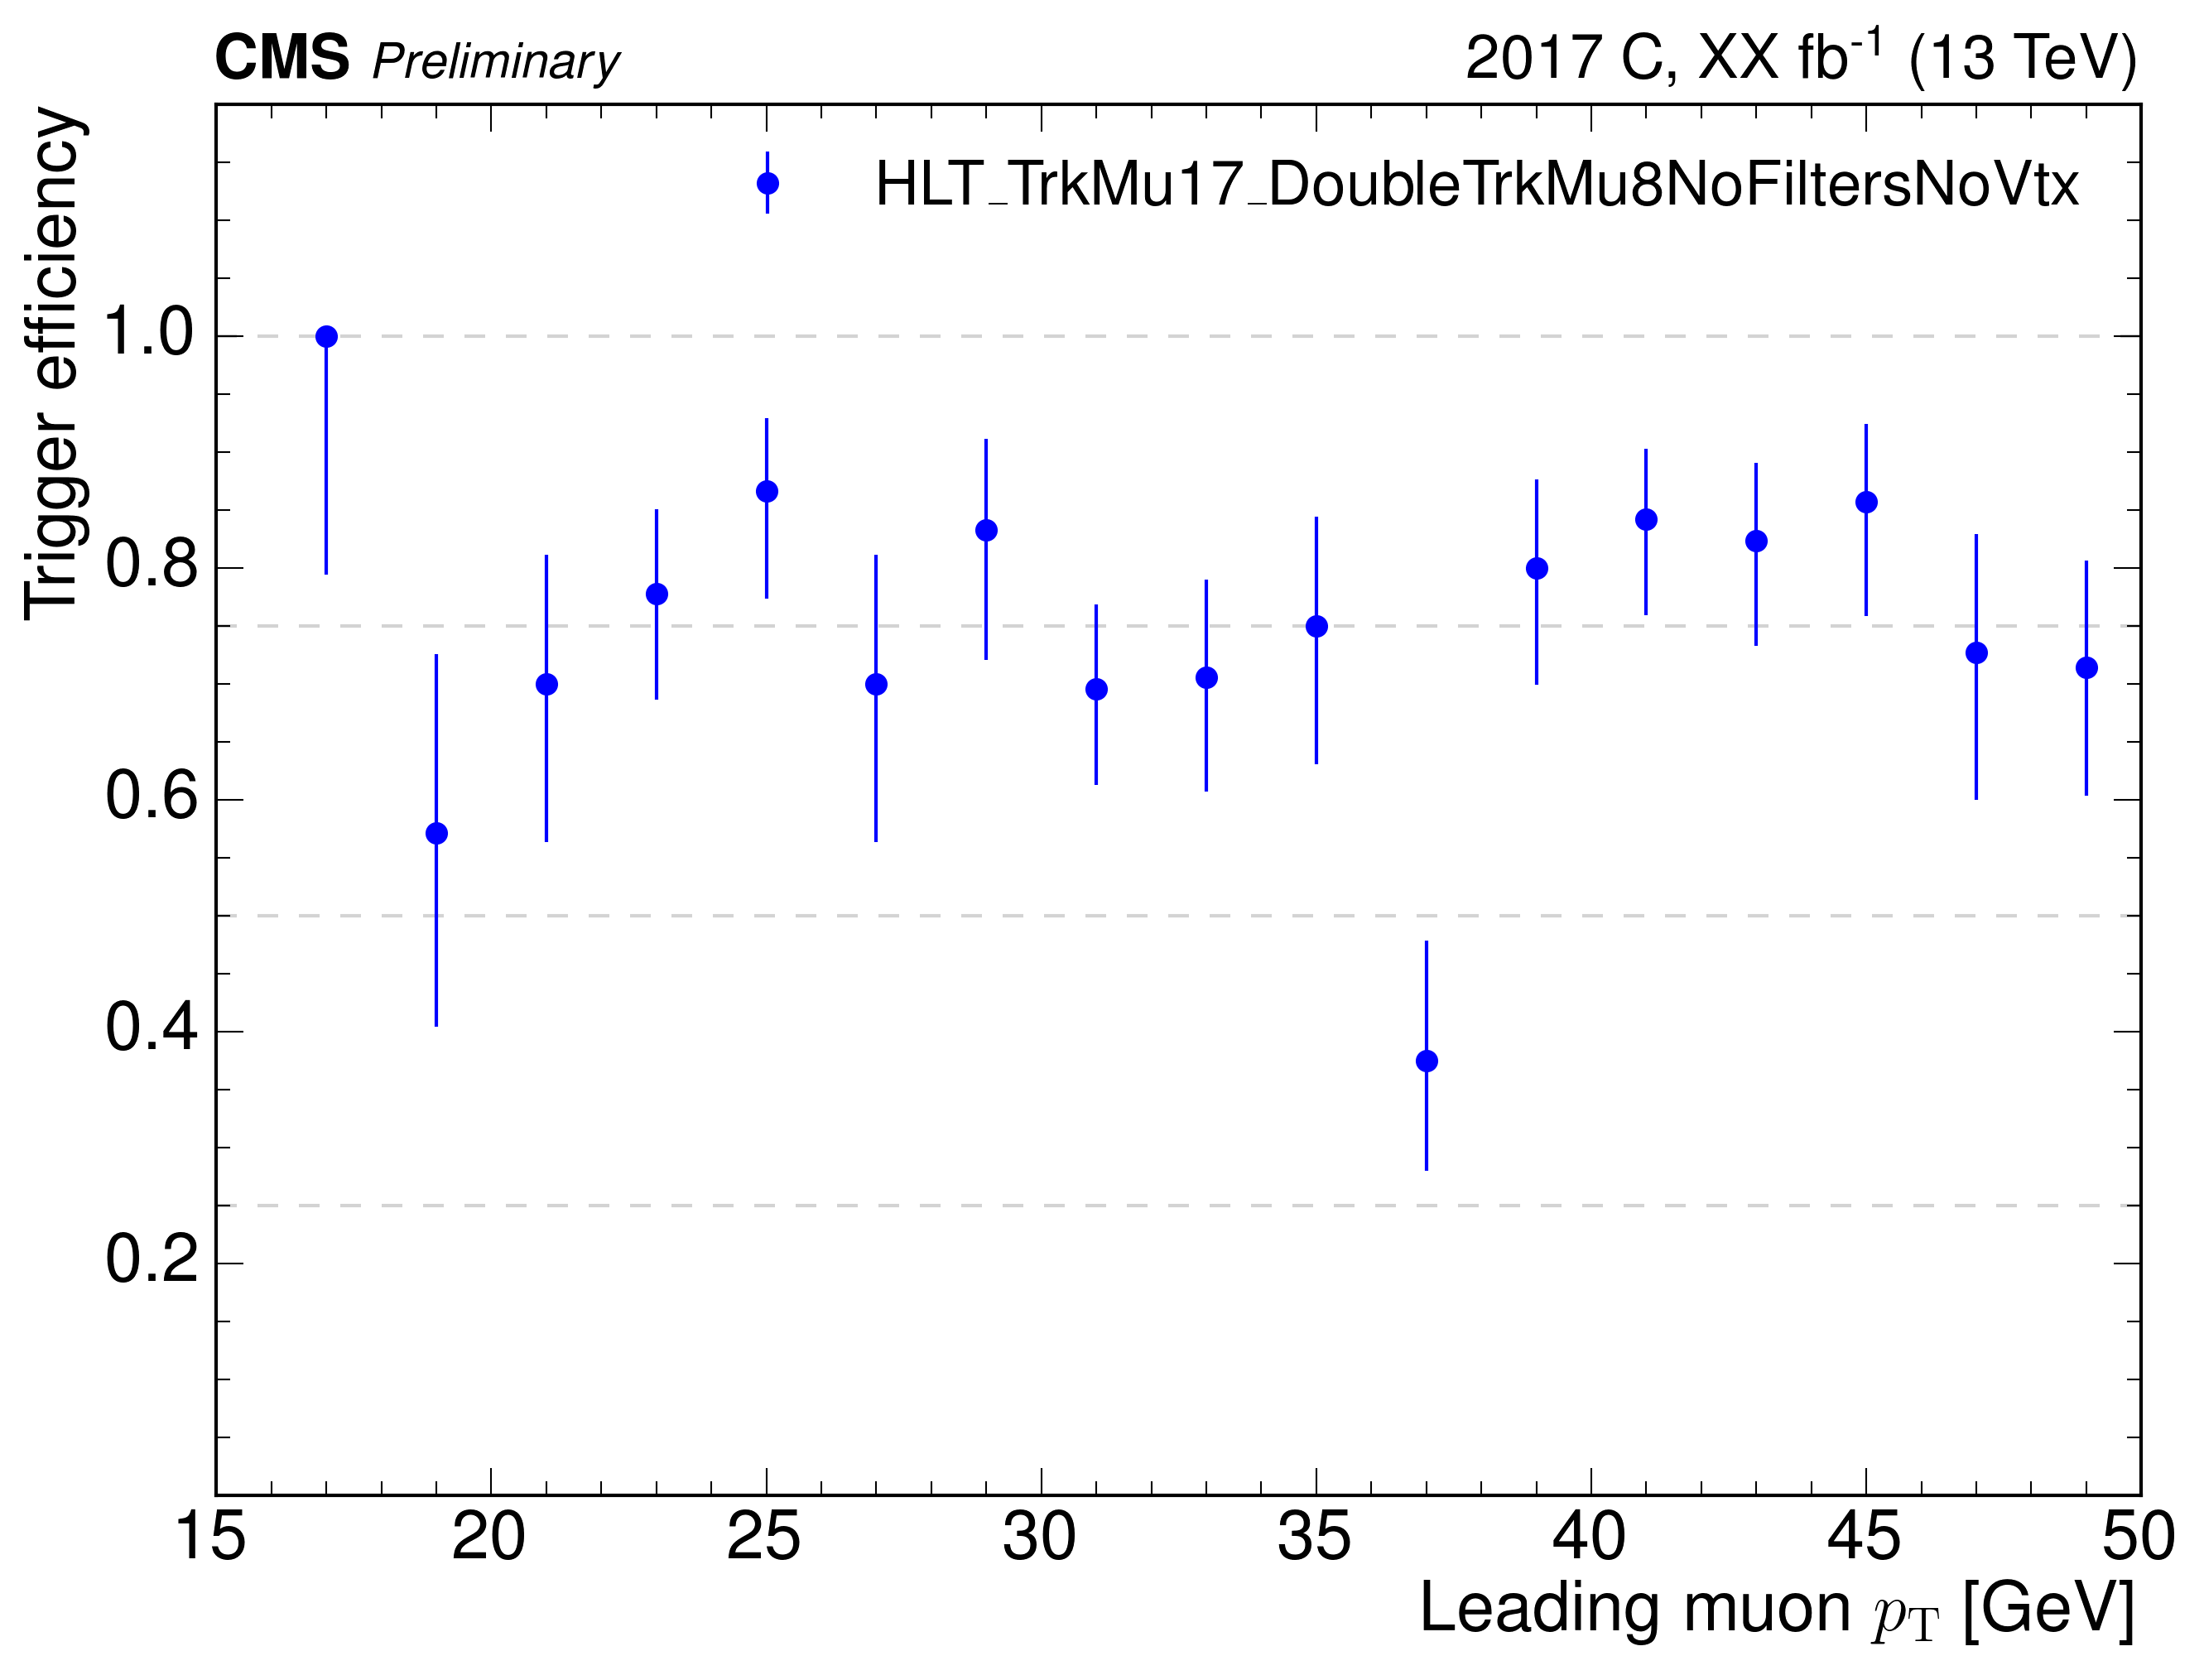 CMS Preliminary 2017 C, XX fb⁻¹ (13 TeV)
HLT_TrkMu17_DoubleTrkMu8NoFiltersNoVtx
Trigger efficiency
1.0
0.8
0.6
0.4
0.2
15 20 25 30 35 40 45 50
Leading muon p_T [GeV]